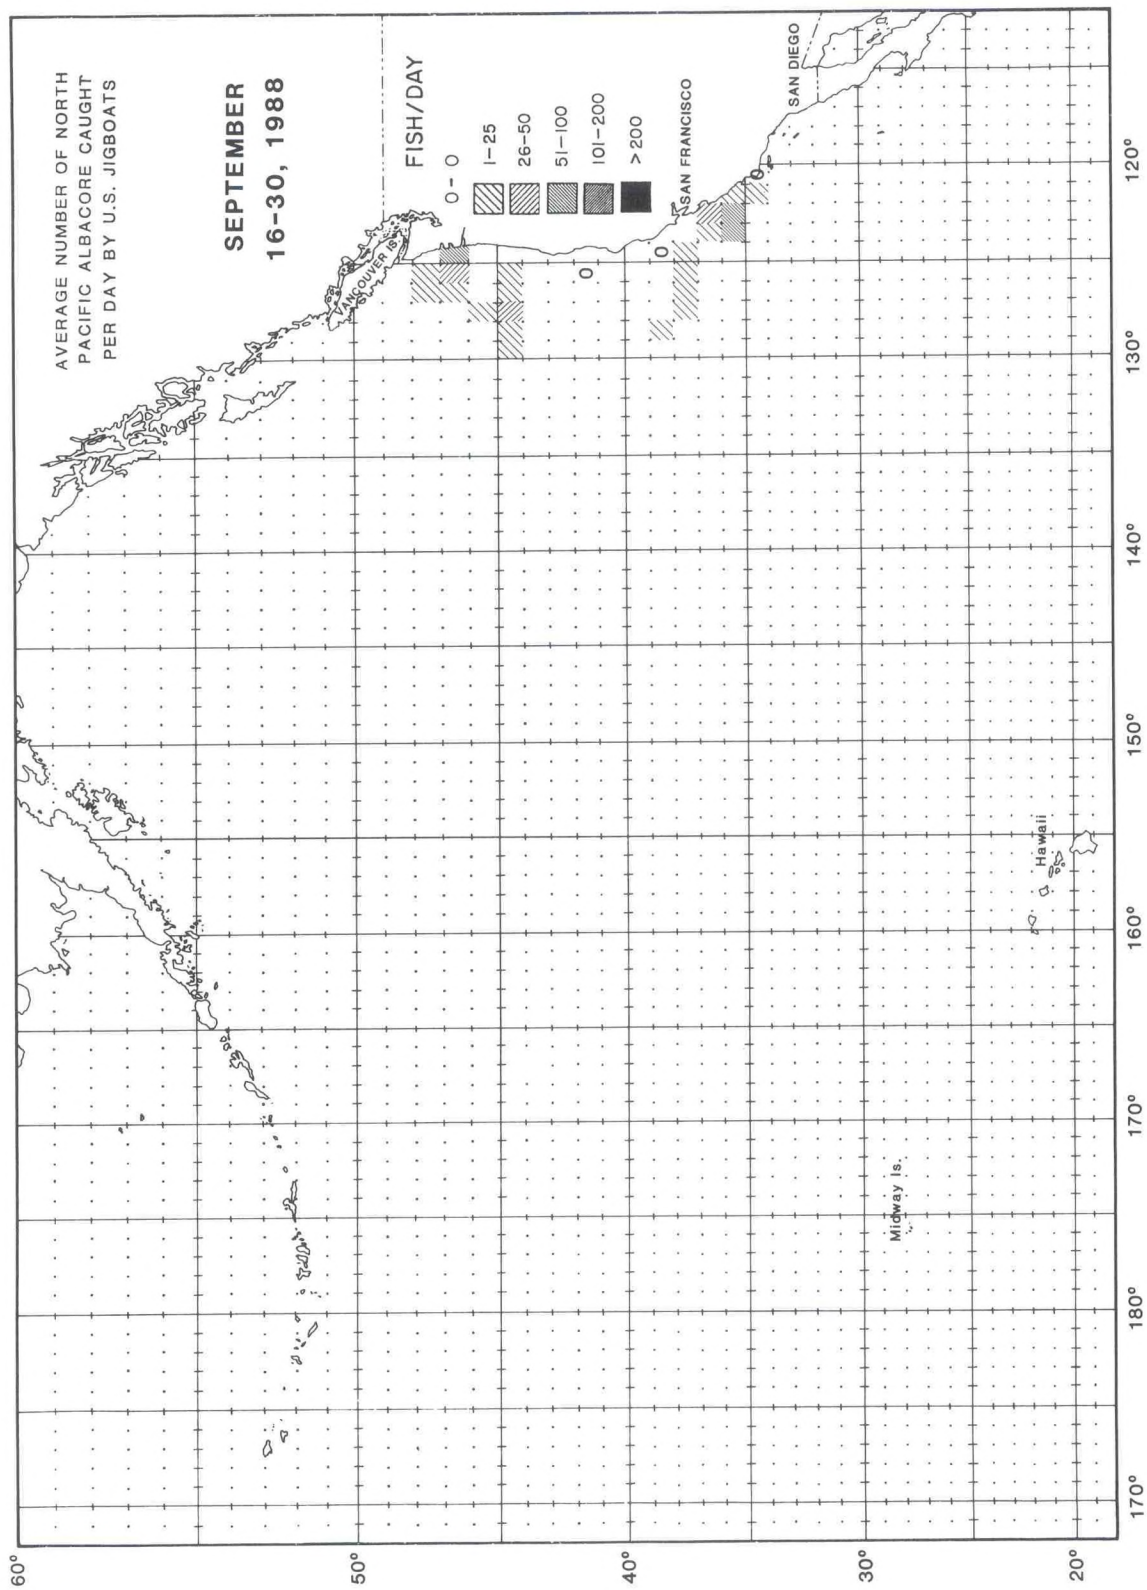 AVERAGE NUMBER OF NORTH
PACIFIC ALBACORE CAUGHT
PER DAY BY U.S. JIGBOATS
SEPTEMBER
16-30, 1988
FISH/DAY
0 - 0
1-25
26-50
51-100
101-200
>200
VANCOUVER IS.
SAN FRANCISCO
SAN DIEGO
0
0
0
Hawaii
Midway Is.
60°
50°
40°
30°
20°
170°
180°
170°
160°
150°
140°
130°
120°